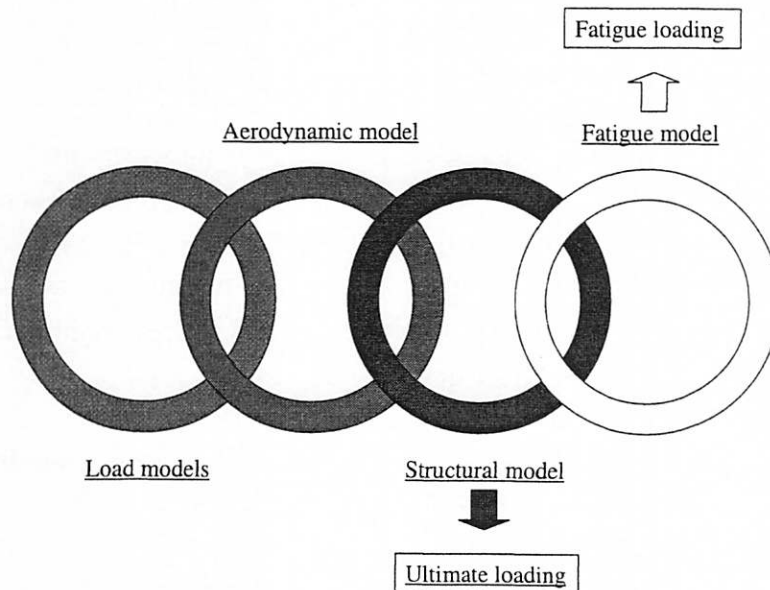 Fatigue loading
Aerodynamic model
Fatigue model
Load models
Structural model
Ultimate loading